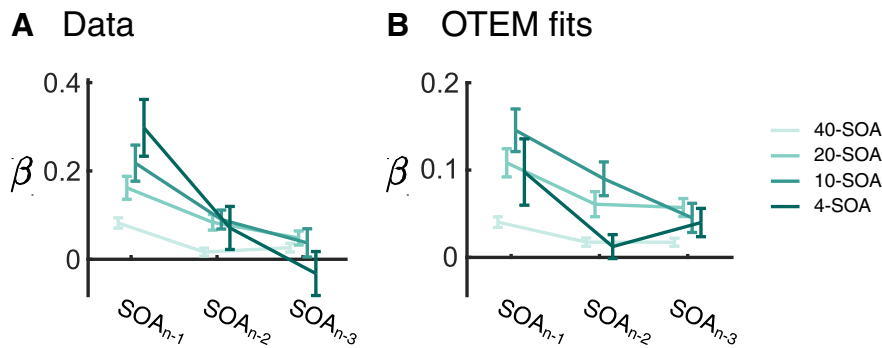 A Data
0.4
0.2
0
β
SOAn-1
SOAn-2
SOAn-3
B OTEM fits
0.2
0.1
0
β
SOAn-1
SOAn-2
SOAn-3
40-SOA
20-SOA
10-SOA
4-SOA